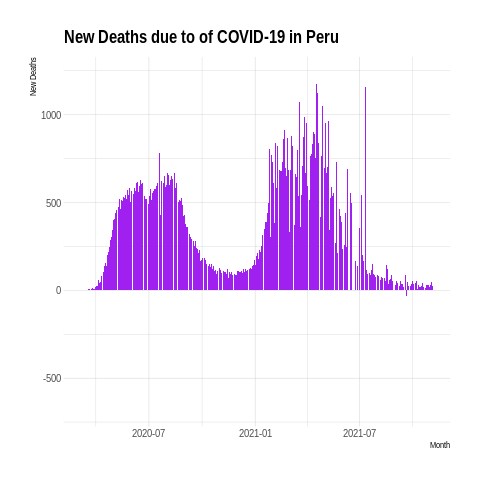 New Deaths due to of COVID-19 in Peru
New Deaths
1000
500
0
-500
2020-07
2021-01
2021-07
Month